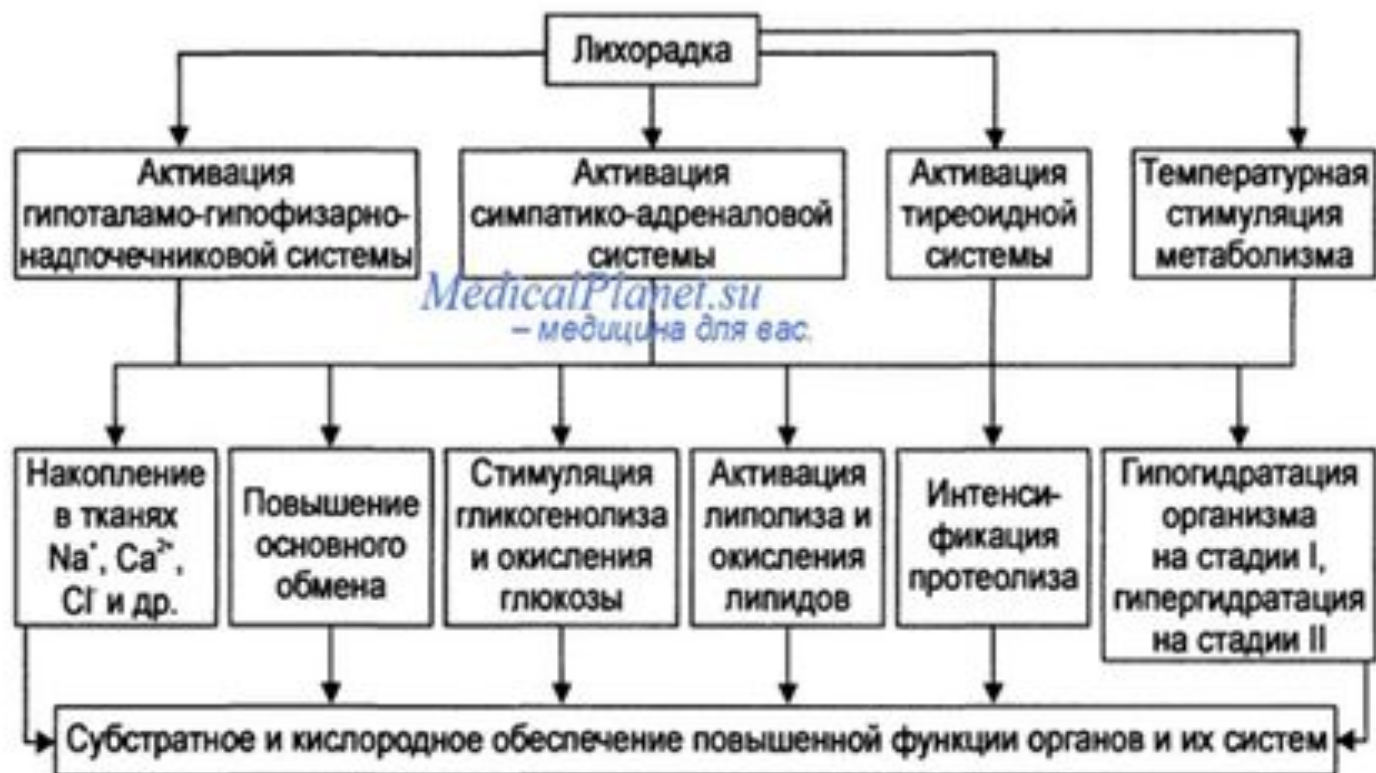 Лихорадка
Активация
гипоталамо-гипофизарно-
надпочечниковой системы
Активация
симпатико-адреналовой
системы
Активация
тиреоидной
системы
Температурная
стимуляция
метаболизма
MedicalPlanet.su
– медицина для вас.
Накопление
в тканях
Na⁺, Ca²⁺,
Cl⁻ и др.
Повышение
основного
обмена
Стимуляция
гликогенолиза
и окисления
глюкозы
Активация
липолиза и
окисления
липидов
Интенси-
фикация
протеолиза
Гипогидратация
организма
на стадии I,
гипергидратация
на стадии II
Субстратное и кислородное обеспечение повышенной функции органов и их систем